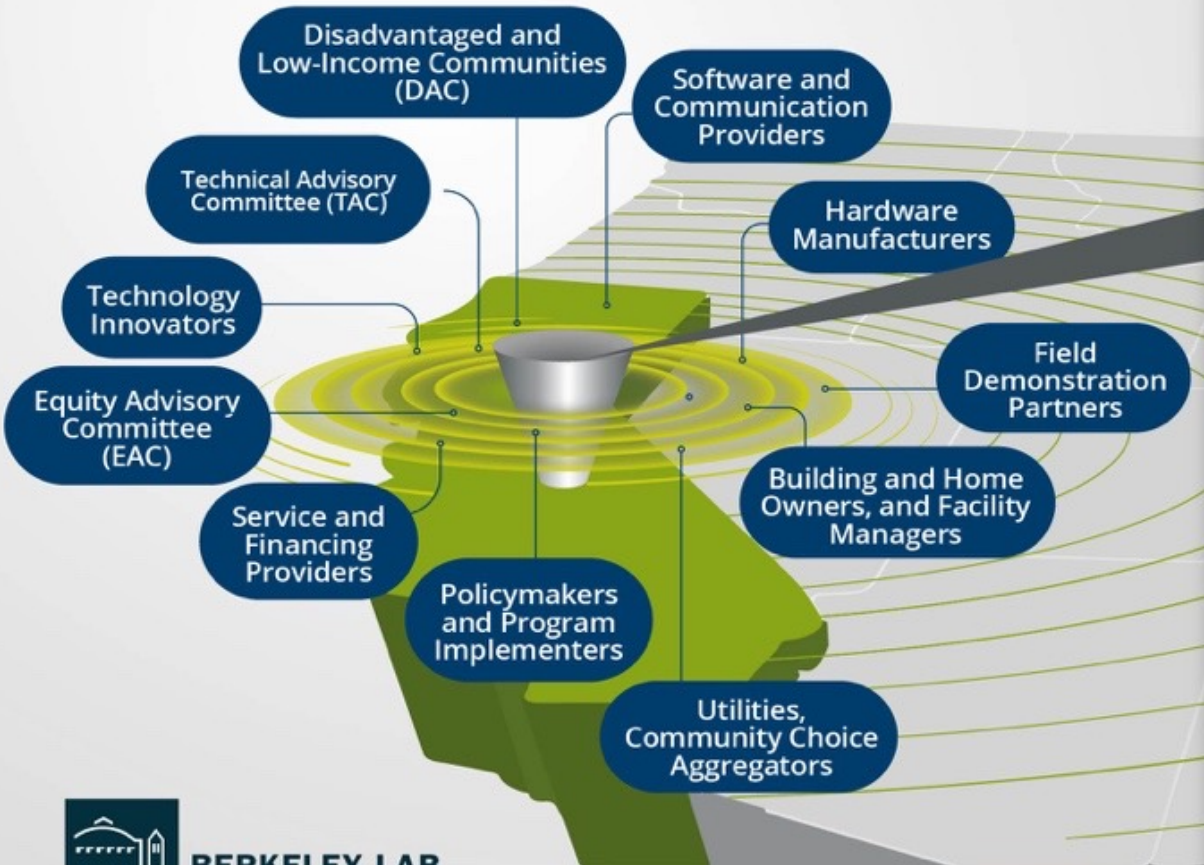 Disadvantaged and
Low-Income Communities
(DAC)
Software and
Communication
Providers
Technical Advisory
Committee (TAC)
Hardware
Manufacturers
Technology
Innovators
Field
Demonstration
Partners
Equity Advisory
Committee
(EAC)
Building and Home
Owners, and Facility
Managers
Service and
Financing
Providers
Policymakers
and Program
Implementers
Utilities,
Community Choice
Aggregators
BERKELEY LAB